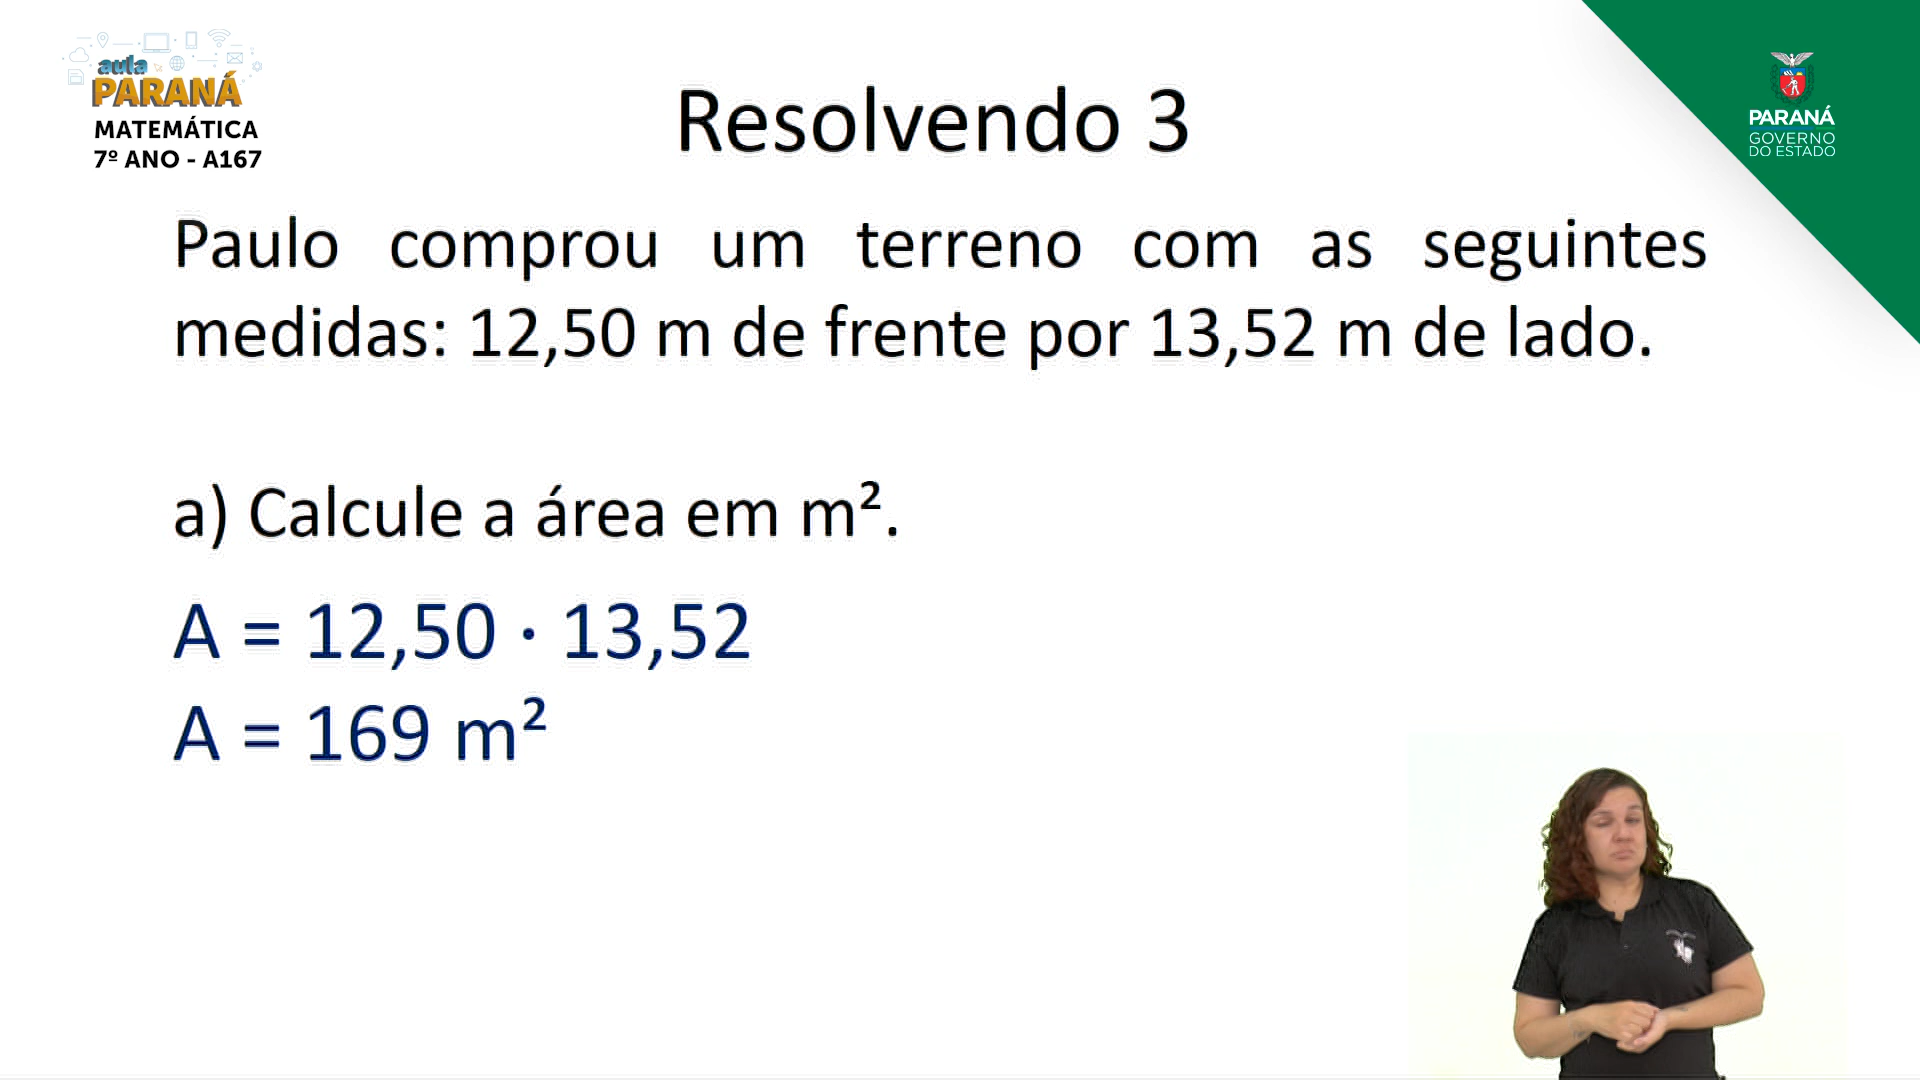 aula
PARANÁ
MATEMÁTICA
7º ANO - A167
PARANÁ
GOVERNO
DO ESTADO
Resolvendo 3
Paulo comprou um terreno com as seguintes
medidas: 12,50 m de frente por 13,52 m de lado.
a) Calcule a área em m².
A = 12,50 · 13,52
A = 169 m²